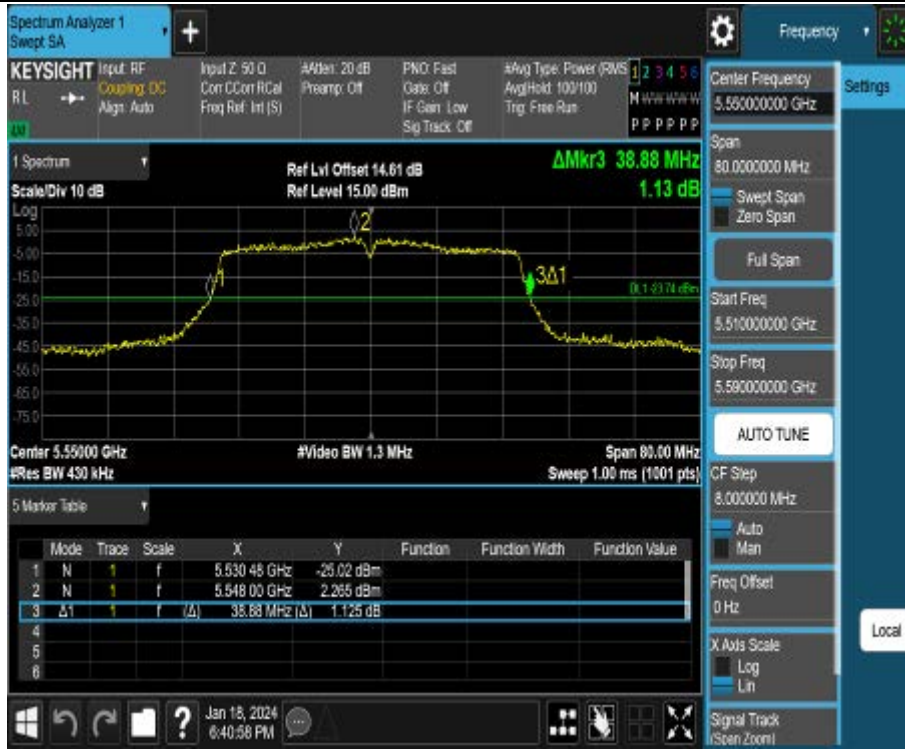 Spectrum Analyzer 1
Swept SA
+
Frequency
KEYSIGHT
RL
Input: RF
Coupling: DC
Align: Auto
Input Z: 50 Ω
Corr CCorr RCal
Freq Ref: Int (S)
#Atten: 20 dB
Preamp: Off
PNO: Fast
Gate: Off
IF Gain: Low
Sig Track: Off
#Avg Type: Power (RMS
Avg|Hold: 100/100
Trig: Free Run
1 2 3 4 5 6
M W W W W W
P P P P P P
1 Spectrum
Scale/Div 10 dB
Ref Lvl Offset 14.61 dB
Ref Level 15.00 dBm
ΔMkr3 38.88 MHz
1.13 dB
Log
5.00
-5.00
-15.0
-25.0
-35.0
-45.0
-55.0
-65.0
-75.0
1
2
3Δ1
DL1 -23.74 dBm
Center 5.55000 GHz
#Res BW 430 kHz
#Video BW 1.3 MHz
Span 80.00 MHz
Sweep 1.00 ms (1001 pts)
5 Marker Table
Mode Trace Scale X Y Function Function Width Function Value
1 N 1 f 5.530 48 GHz -25.02 dBm
2 N 1 f 5.548 00 GHz 2.265 dBm
3 Δ1 1 f (Δ) 38.88 MHz (Δ) 1.125 dB
4
5
6
Jan 18, 2024
6:40:58 PM
Center Frequency
5.550000000 GHz
Settings
Span
80.0000000 MHz
Swept Span
Zero Span
Full Span
Start Freq
5.510000000 GHz
Stop Freq
5.590000000 GHz
AUTO TUNE
CF Step
8.000000 MHz
Auto
Man
Freq Offset
0 Hz
Local
X Axis Scale
Log
Lin
Signal Track
(Span Zoom)